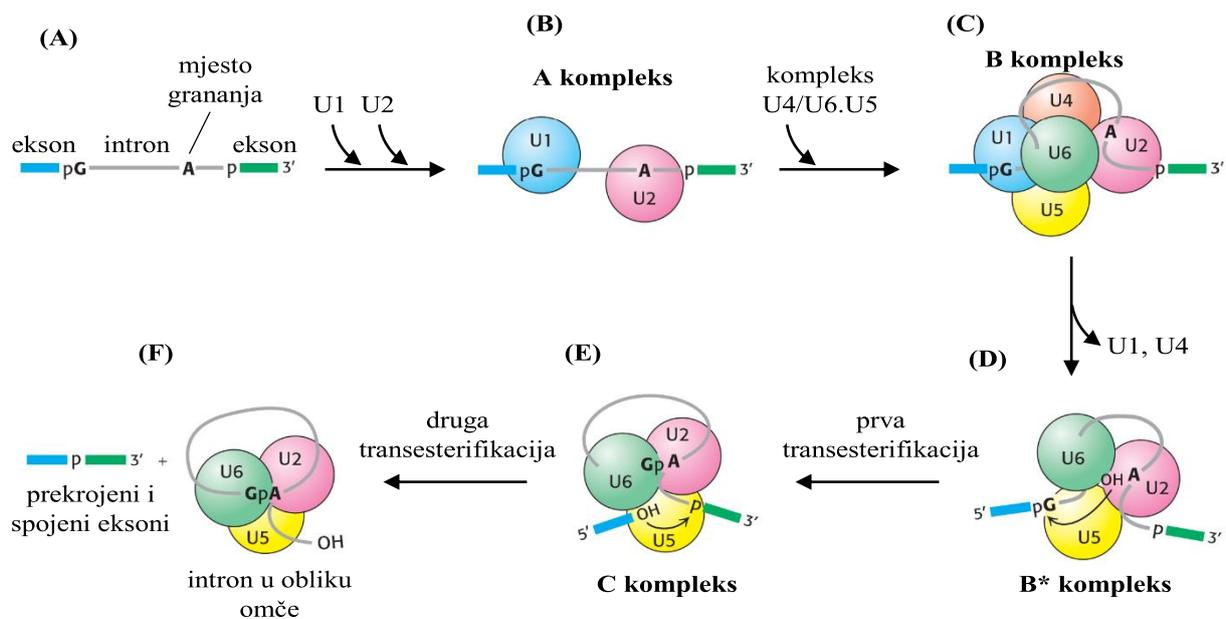 (A)
mjesto
grananja
ekson intron ekson
pG A p 3'
U1 U2
(B)
A kompleks
U1
pG A p 3'
U2
kompleks
U4/U6.U5
(C)
B kompleks
U4
U1 U6 A U2
pG p 3'
U5
U1, U4
(D)
U6
OH A U2
5' pG
U5 p 3'
B* kompleks
prva
transesterifikacija
(E)
U2
GpA
U6
OH p 3'
5' U5
C kompleks
druga
transesterifikacija
(F)
U6 U2
GpA
U5 OH
intron u obliku
omče
p 3' +
prekrojeni i
spojeni eksoni